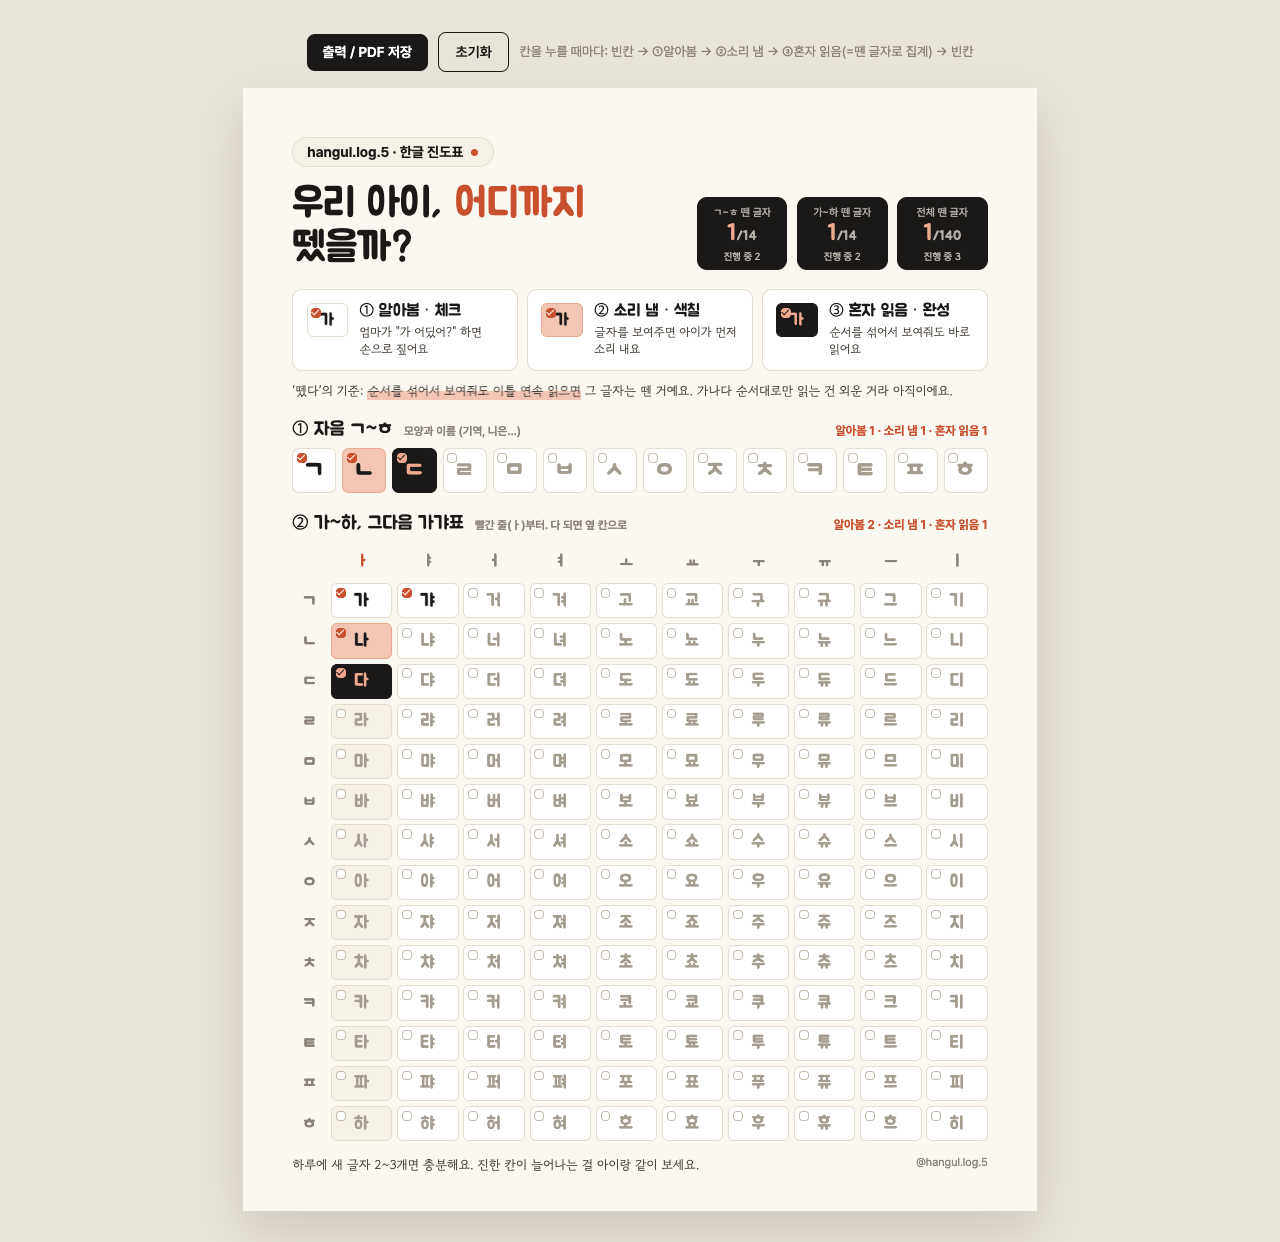 출력 / PDF 저장 초기화 칸을 누를 때마다: 빈칸 → ①알아봄 → ②소리 냄 → ③혼자 읽음(=뗀 글자로 집계) → 빈칸
hangul.log.5 · 한글 진도표
우리 아이, 어디까지
뗐을까?
ㄱ~ㅎ 뗀 글자
1/14
진행 중 2
가~하 뗀 글자
1/14
진행 중 2
전체 뗀 글자
1/140
진행 중 3
가
① 알아봄 · 체크
엄마가 "가 어딨어?" 하면
손으로 짚어요
가
② 소리 냄 · 색칠
글자를 보여주면 아이가 먼저
소리 내요
가
③ 혼자 읽음 · 완성
순서를 섞어서 보여줘도 바로
읽어요
‘뗐다’의 기준: 순서를 섞어서 보여줘도 이틀 연속 읽으면 그 글자는 뗀 거예요. 가나다 순서대로만 읽는 건 외운 거라 아직이에요.
① 자음 ㄱ~ㅎ 모양과 이름 (기역, 니은...) 알아봄 1 · 소리 냄 1 · 혼자 읽음 1
ㄱ ㄴ ㄷ ㄹ ㅁ ㅂ ㅅ ㅇ ㅈ ㅊ ㅋ ㅌ ㅍ ㅎ
② 가~하, 그다음 가갸표 빨간 줄(ㅏ)부터. 다 되면 옆 칸으로 알아봄 2 · 소리 냄 1 · 혼자 읽음 1
ㅏ ㅑ ㅓ ㅕ ㅗ ㅛ ㅜ ㅠ ㅡ ㅣ
ㄱ 가 갸 거 겨 고 교 구 규 그 기
ㄴ 나 냐 너 녀 노 뇨 누 뉴 느 니
ㄷ 다 댜 더 뎌 도 됴 두 듀 드 디
ㄹ 라 랴 러 려 로 료 루 류 르 리
ㅁ 마 먀 머 며 모 묘 무 뮤 므 미
ㅂ 바 뱌 버 벼 보 뵤 부 뷰 브 비
ㅅ 사 샤 서 셔 소 쇼 수 슈 스 시
ㅇ 아 야 어 여 오 요 우 유 으 이
ㅈ 자 쟈 저 져 조 죠 주 쥬 즈 지
ㅊ 차 챠 처 쳐 초 쵸 추 츄 츠 치
ㅋ 카 캬 커 켜 코 쿄 쿠 큐 크 키
ㅌ 타 탸 터 텨 토 툐 투 튜 트 티
ㅍ 파 퍄 퍼 펴 포 표 푸 퓨 프 피
ㅎ 하 햐 허 혀 호 효 후 휴 흐 히
하루에 새 글자 2~3개면 충분해요. 진한 칸이 늘어나는 걸 아이랑 같이 보세요. @hangul.log.5